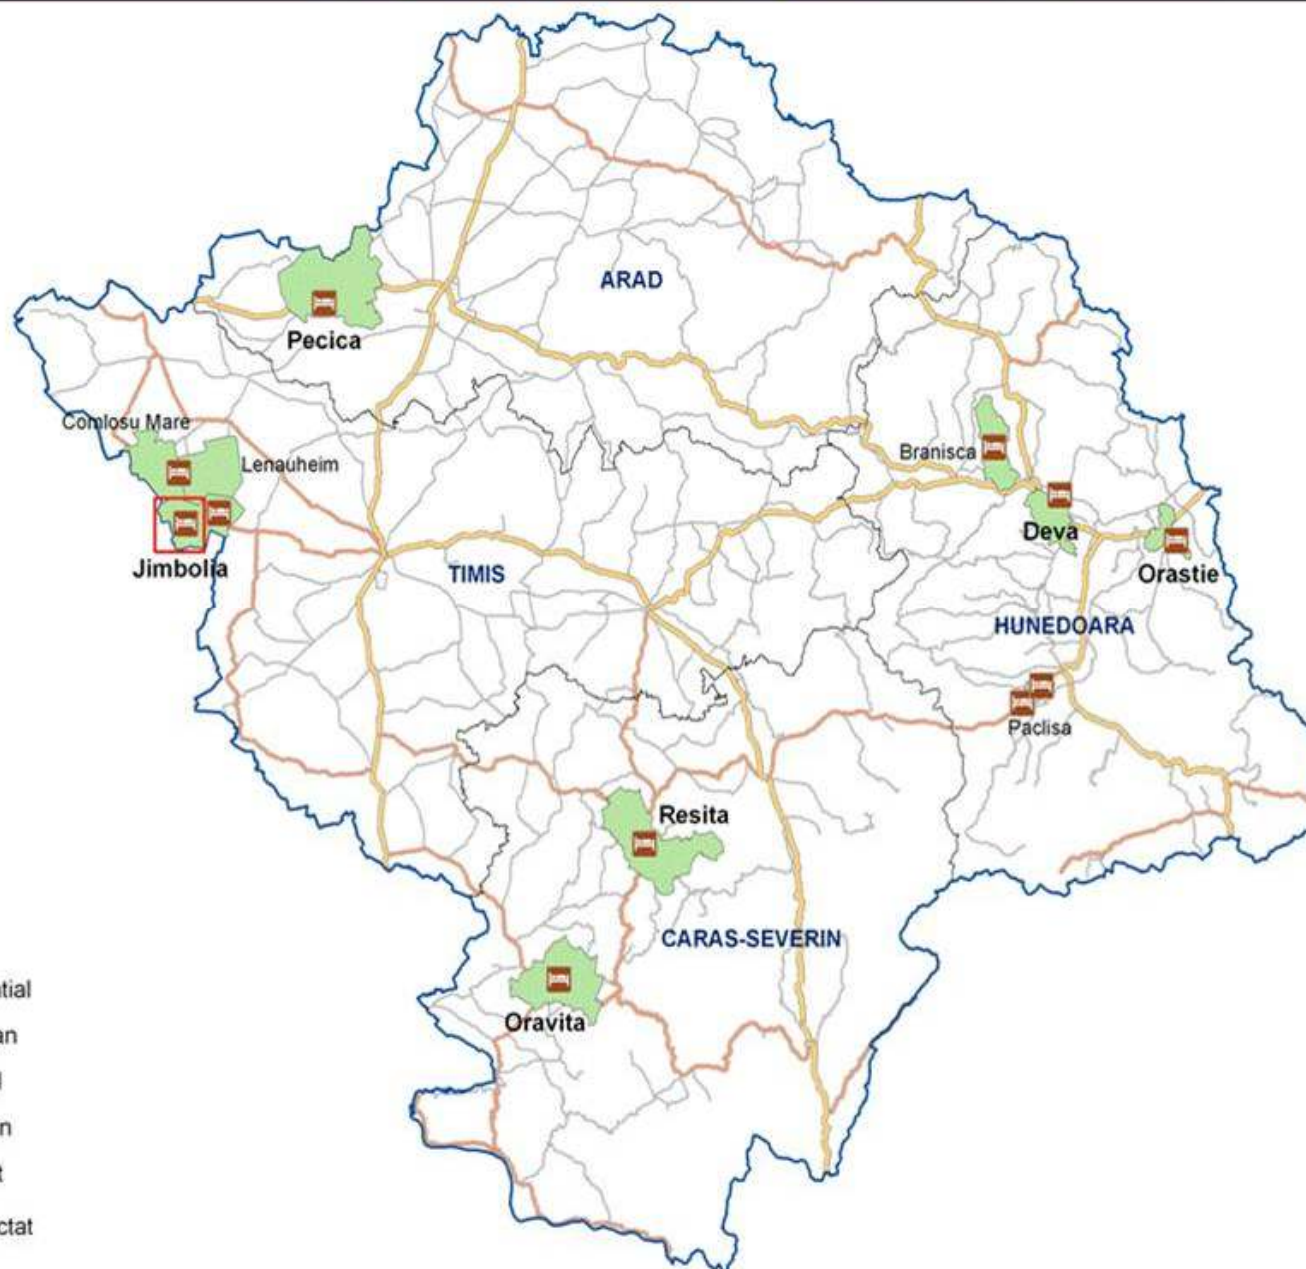 ARAD
Pecica
Comlosu Mare
Lenauheim
Branisca
Deva
Jimbolia
TIMIS
Orastie
HUNEDOARA
Paclisa
Resita
CARAS-SEVERIN
Oravita